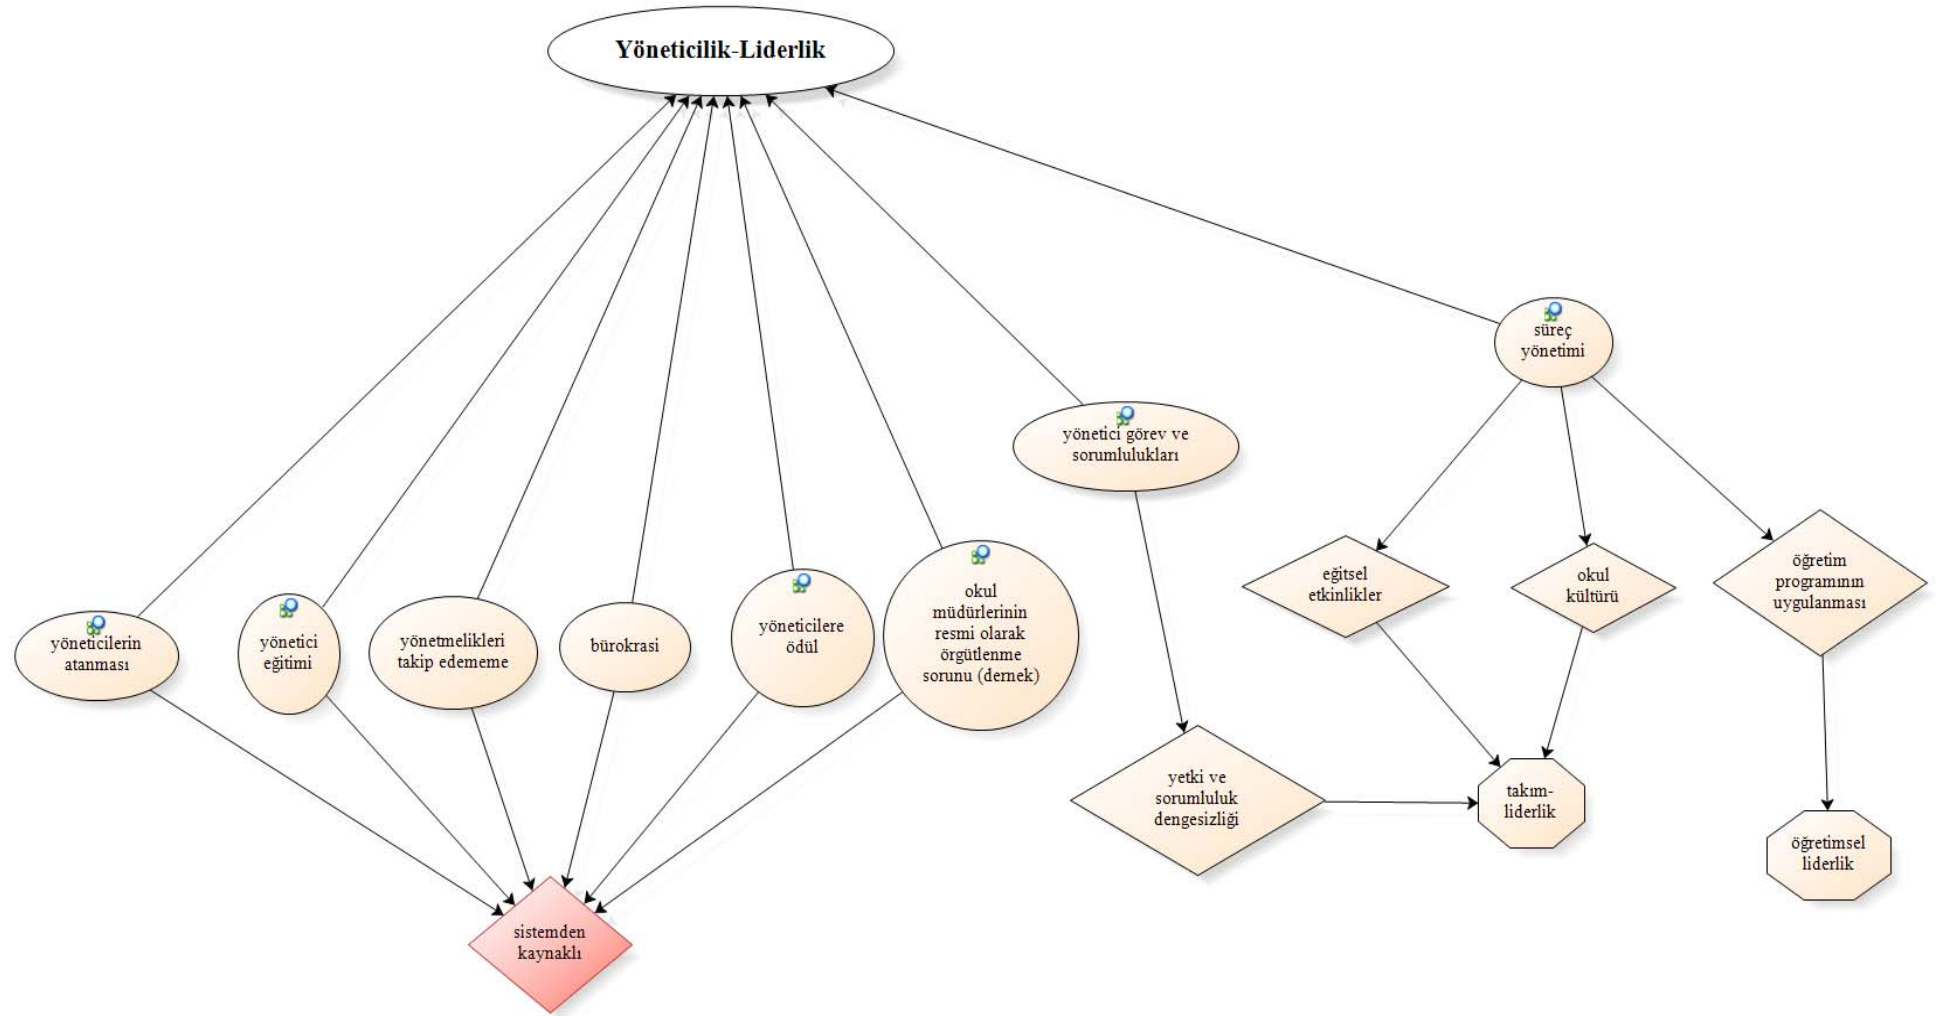 Yöneticilik-Liderlik
süreç
yönetimi
yönetici görev ve
sorumlulukları
yöneticilerin
atanması
yönetici
eğitimi
yönetmelikleri
takip edememe
bürokrasi
yöneticilere
ödül
okul
müdürlerinin
resmi olarak
örgütlenme
sorunu (dernek)
eğitsel
etkinlikler
okul
kültürü
öğretim
programının
uygulanması
yetki ve
sorumluluk
dengesizliği
takım-
liderlik
öğretimsel
liderlik
sistemden
kaynaklı